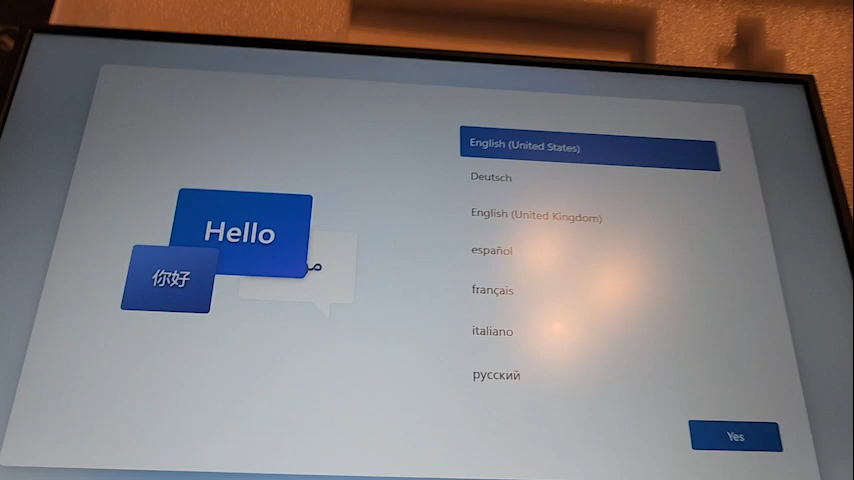 Hello
你好
English (United States)
Deutsch
English (United Kingdom)
español
français
italiano
русский
Yes